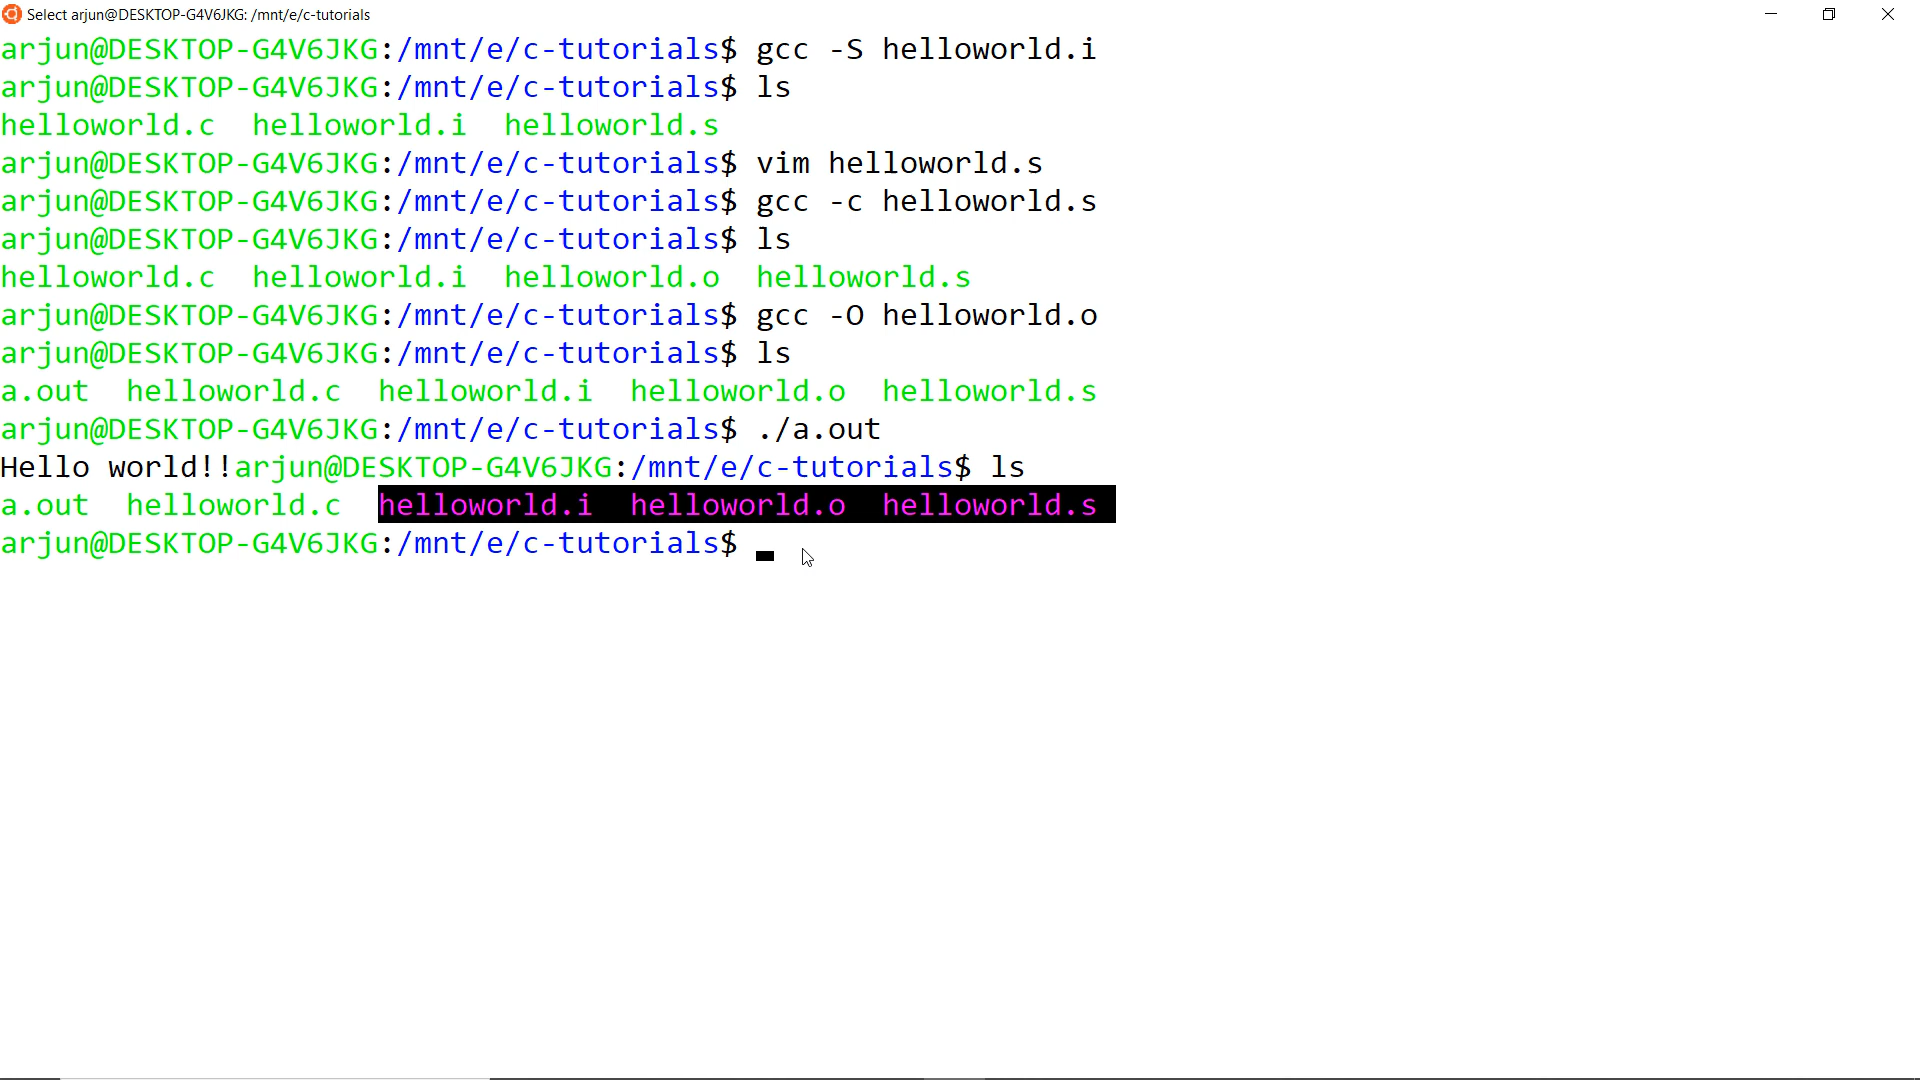 Select arjun@DESKTOP-G4V6JKG: /mnt/e/c-tutorials
arjun@DESKTOP-G4V6JKG:/mnt/e/c-tutorials$ gcc -S helloworld.i
arjun@DESKTOP-G4V6JKG:/mnt/e/c-tutorials$ ls
helloworld.c  helloworld.i  helloworld.s
arjun@DESKTOP-G4V6JKG:/mnt/e/c-tutorials$ vim helloworld.s
arjun@DESKTOP-G4V6JKG:/mnt/e/c-tutorials$ gcc -c helloworld.s
arjun@DESKTOP-G4V6JKG:/mnt/e/c-tutorials$ ls
helloworld.c  helloworld.i  helloworld.o  helloworld.s
arjun@DESKTOP-G4V6JKG:/mnt/e/c-tutorials$ gcc -O helloworld.o
arjun@DESKTOP-G4V6JKG:/mnt/e/c-tutorials$ ls
a.out  helloworld.c  helloworld.i  helloworld.o  helloworld.s
arjun@DESKTOP-G4V6JKG:/mnt/e/c-tutorials$ ./a.out
Hello world!!arjun@DESKTOP-G4V6JKG:/mnt/e/c-tutorials$ ls
a.out  helloworld.c  helloworld.i  helloworld.o  helloworld.s
arjun@DESKTOP-G4V6JKG:/mnt/e/c-tutorials$